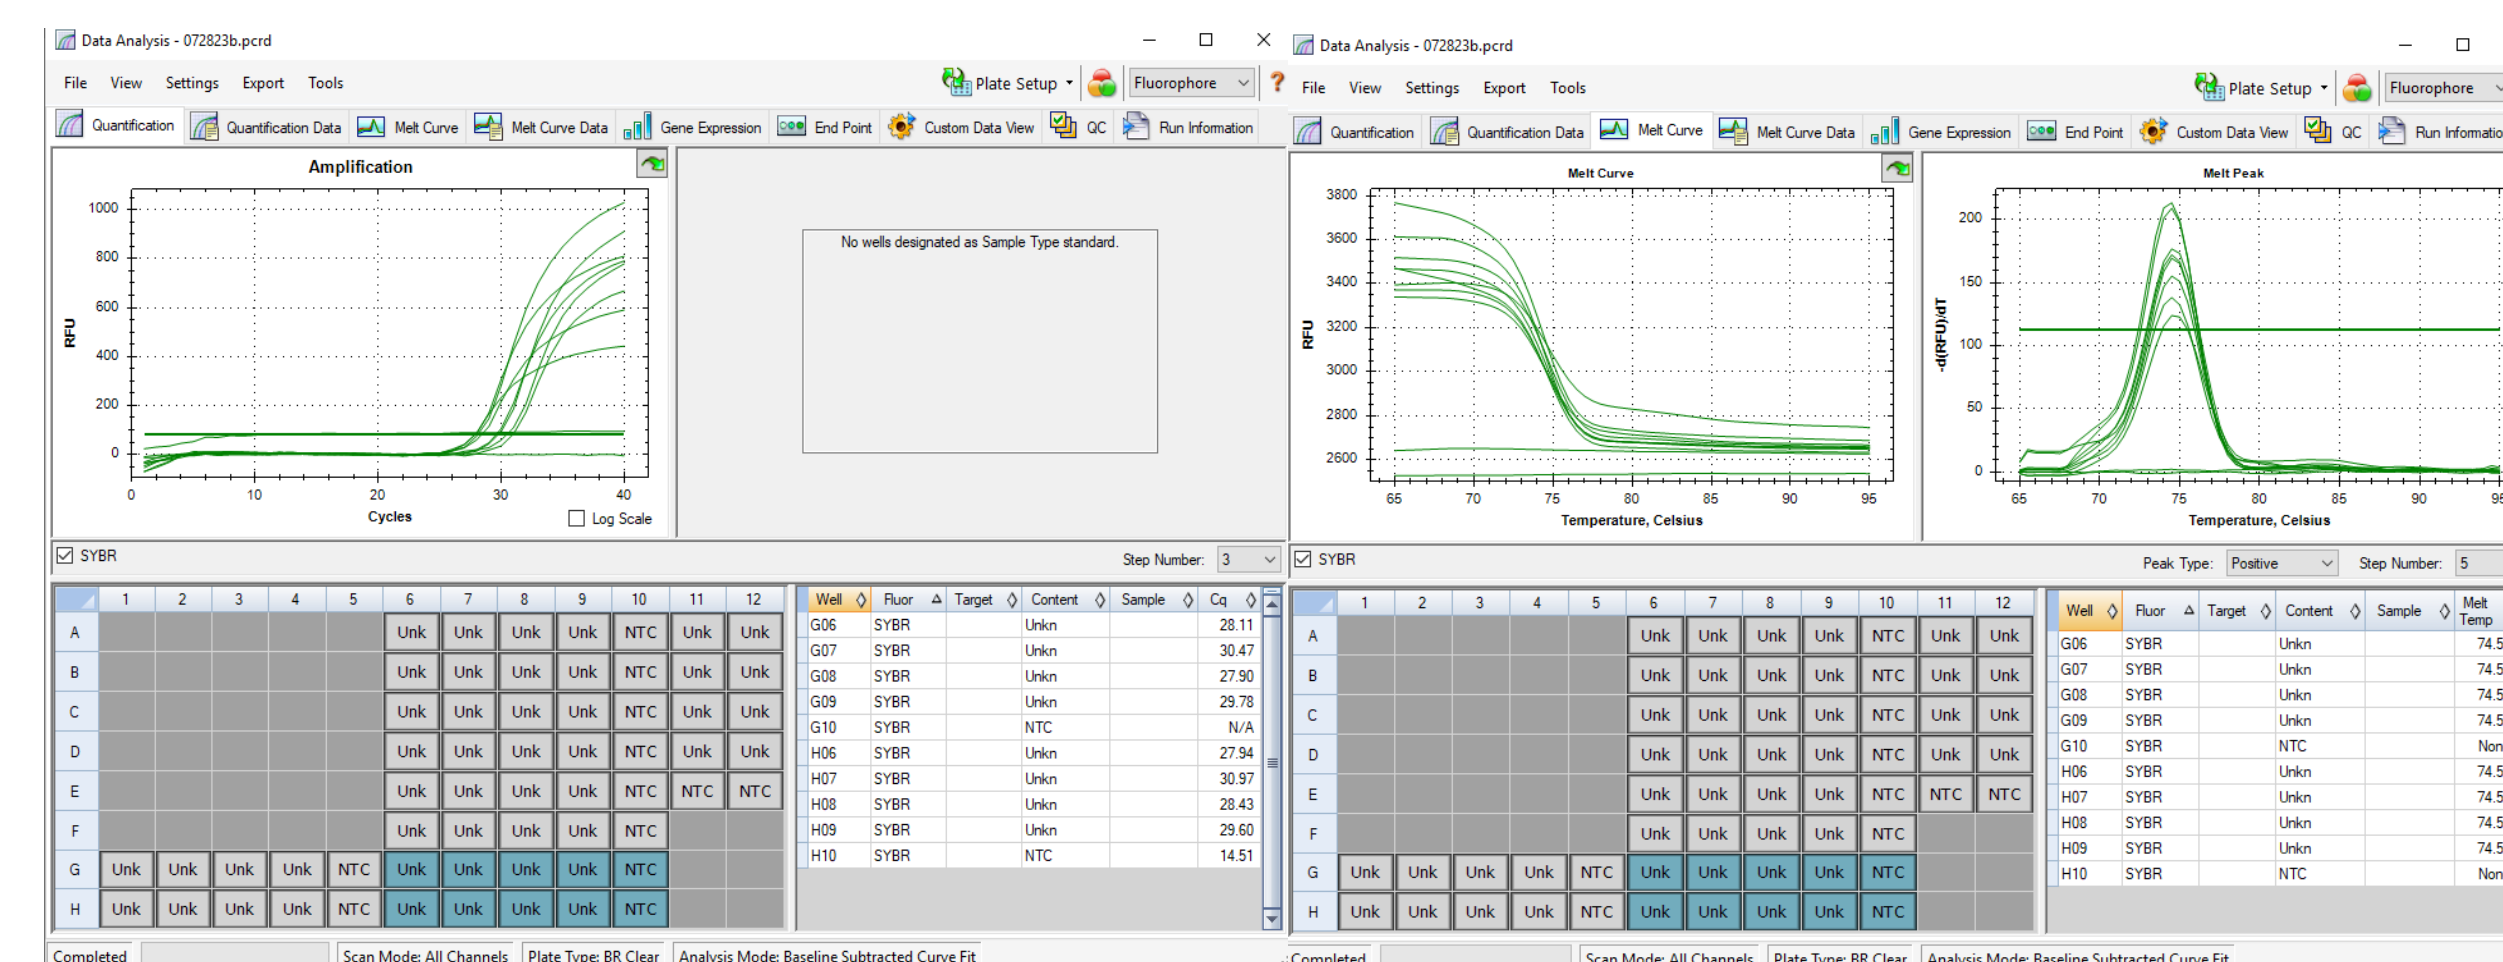 Data Analysis - 072823b.pcrd
File View Settings Export Tools
Plate Setup Fluorophore ?
Quantification Quantification Data Melt Curve Melt Curve Data Gene Expression End Point Custom Data View QC Run Information
Amplification
RFU
1000
800
600
400
200
0
0 10 20 30 40
Cycles
Log Scale
No wells designated as Sample Type standard.
SYBR
Step Number: 3
1 2 3 4 5 6 7 8 9 10 11 12
A Unk Unk Unk Unk NTC Unk Unk
B Unk Unk Unk Unk NTC Unk Unk
C Unk Unk Unk Unk NTC Unk Unk
D Unk Unk Unk Unk NTC Unk Unk
E Unk Unk Unk Unk NTC NTC NTC
F Unk Unk Unk Unk NTC
G Unk Unk Unk Unk NTC Unk Unk Unk Unk NTC
H Unk Unk Unk Unk NTC Unk Unk Unk Unk NTC
Well Fluor Target Content Sample Cq
G06 SYBR Unkn 28.11
G07 SYBR Unkn 30.47
G08 SYBR Unkn 27.90
G09 SYBR Unkn 29.78
G10 SYBR NTC N/A
H06 SYBR Unkn 27.94
H07 SYBR Unkn 30.97
H08 SYBR Unkn 28.43
H09 SYBR Unkn 29.60
H10 SYBR NTC 14.51
Completed Scan Mode: All Channels Plate Type: BR Clear Analysis Mode: Baseline Subtracted Curve Fit
Data Analysis - 072823b.pcrd
File View Settings Export Tools
Plate Setup Fluorophore
Quantification Quantification Data Melt Curve Melt Curve Data Gene Expression End Point Custom Data View QC Run Informatio
Melt Curve
RFU
3800
3600
3400
3200
3000
2800
2600
65 70 75 80 85 90 95
Temperature, Celsius
Melt Peak
-d(RFU)/dT
200
150
100
50
0
65 70 75 80 85 90 95
Temperature, Celsius
SYBR
Peak Type: Positive Step Number: 5
1 2 3 4 5 6 7 8 9 10 11 12
A Unk Unk Unk Unk NTC Unk Unk
B Unk Unk Unk Unk NTC Unk Unk
C Unk Unk Unk Unk NTC Unk Unk
D Unk Unk Unk Unk NTC Unk Unk
E Unk Unk Unk Unk NTC NTC NTC
F Unk Unk Unk Unk NTC
G Unk Unk Unk Unk NTC Unk Unk Unk Unk NTC
H Unk Unk Unk Unk NTC Unk Unk Unk Unk NTC
Well Fluor Target Content Sample Melt Temp
G06 SYBR Unkn 74.5
G07 SYBR Unkn 74.5
G08 SYBR Unkn 74.5
G09 SYBR Unkn 74.5
G10 SYBR NTC Non
H06 SYBR Unkn 74.5
H07 SYBR Unkn 74.5
H08 SYBR Unkn 74.5
H09 SYBR Unkn 74.5
H10 SYBR NTC Non
Completed Scan Mode: All Channels Plate Type: BR Clear Analysis Mode: Baseline Subtracted Curve Fit